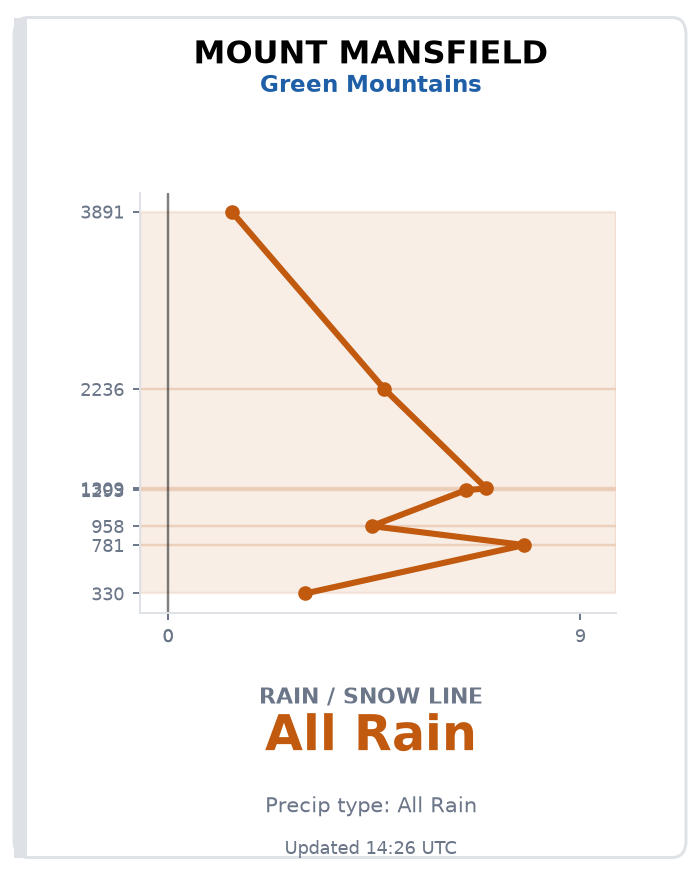 MOUNT MANSFIELD
Green Mountains
3891
2236
958
781
330
0
9
RAIN / SNOW LINE
All Rain
Precip type: All Rain
Updated 14:26 UTC